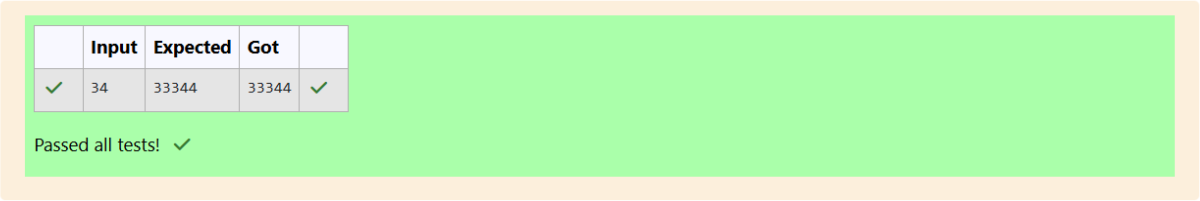 Input Expected Got
34 33344 33344
Passed all tests!